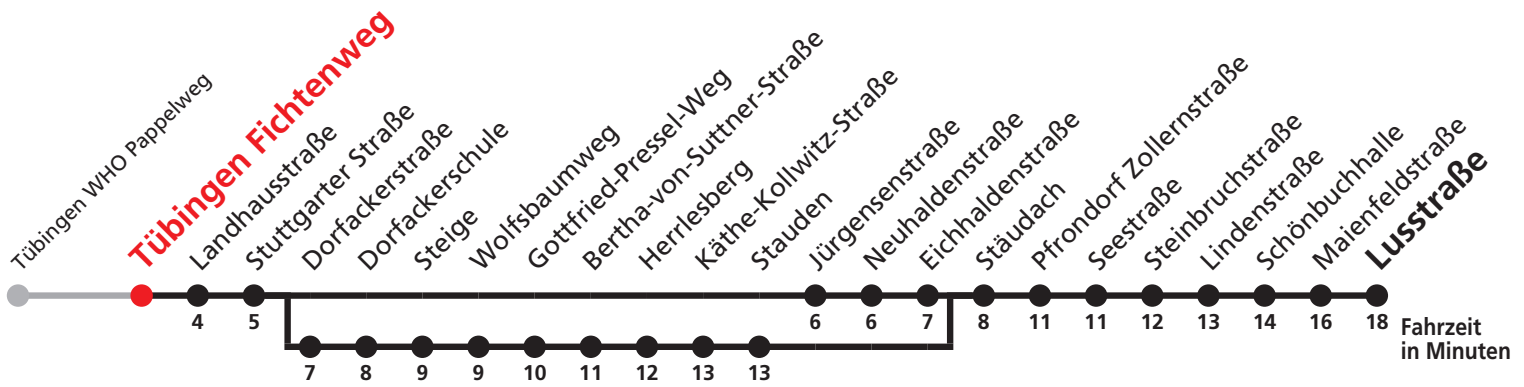 Tübingen WHO Pappelweg
Tübingen Fichtenweg
Landhausstraße
Stuttgarter Straße
Dorfackerstraße
Dorfackerschule
Steige
Wolfsbaumweg
Gottfried-Pressel-Weg
Bertha-von-Suttner-Straße
Herrlesberg
Käthe-Kollwitz-Straße
Stauden
Jürgensenstraße
Neuhaldenstraße
Eichhaldenstraße
Stäudach
Pfrondorf Zollernstraße
Seestraße
Steinbruchstraße
Lindenstraße
Schönbuchhalle
Maienfeldstraße
Lusstraße
4 5 6 6 7 8 11 11 12 13 14 16 18
Fahrzeit
in Minuten
7 8 9 9 10 11 12 13 13